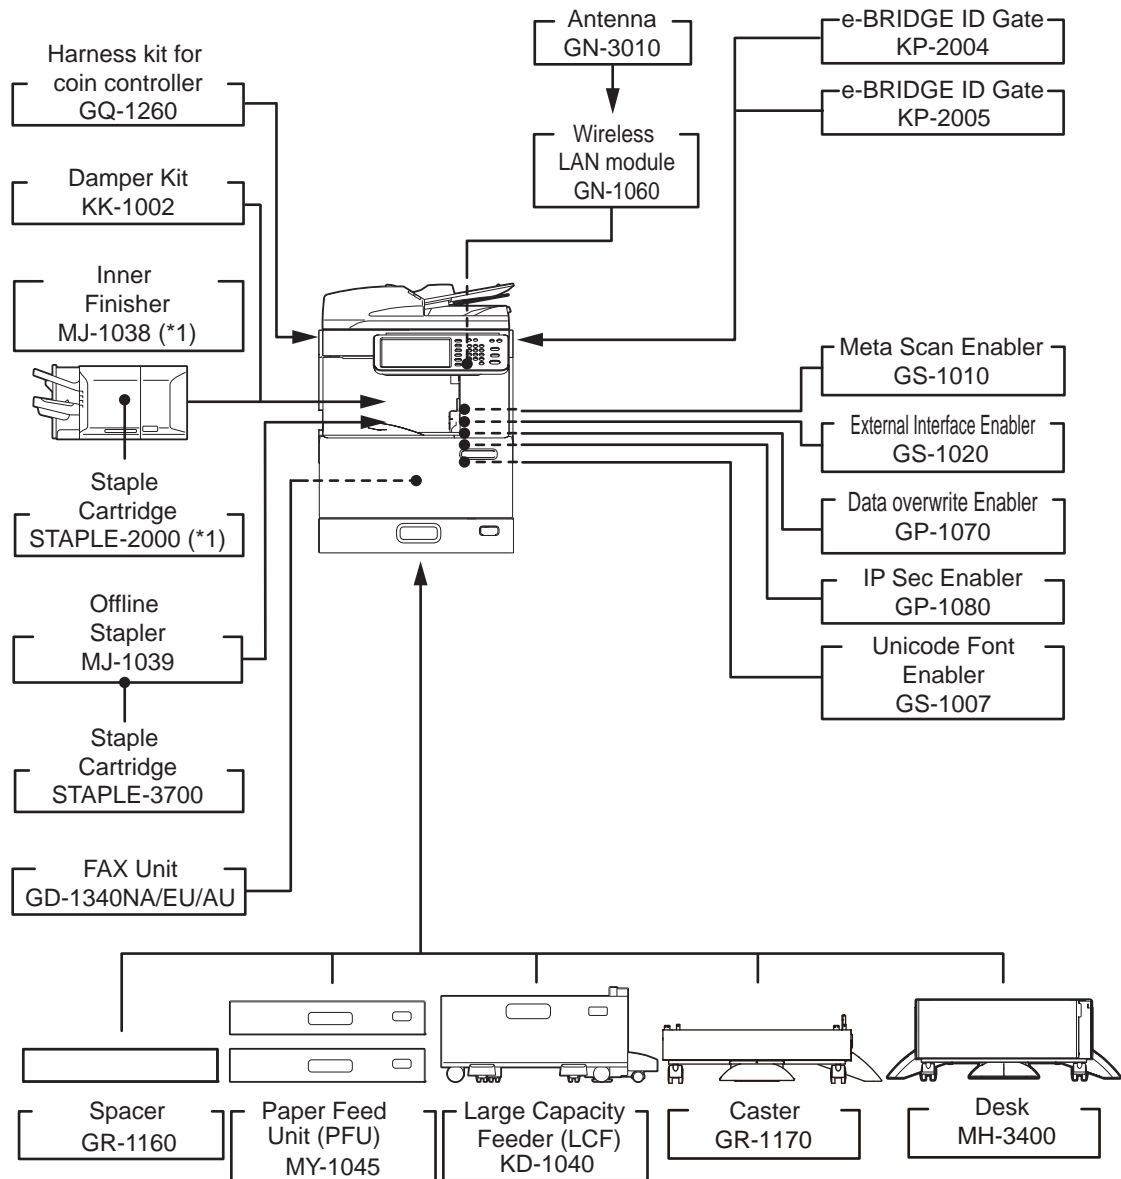 Antenna
GN-3010
e-BRIDGE ID Gate
KP-2004
Harness kit for
coin controller
GQ-1260
e-BRIDGE ID Gate
KP-2005
Wireless
LAN module
GN-1060
Damper Kit
KK-1002
Inner
Finisher
MJ-1038 (*1)
Meta Scan Enabler
GS-1010
External Interface Enabler
GS-1020
Staple
Cartridge
STAPLE-2000 (*1)
Data overwrite Enabler
GP-1070
IP Sec Enabler
GP-1080
Offline
Stapler
MJ-1039
Unicode Font
Enabler
GS-1007
Staple
Cartridge
STAPLE-3700
FAX Unit
GD-1340NA/EU/AU
Spacer
GR-1160
Paper Feed
Unit (PFU)
MY-1045
Large Capacity
Feeder (LCF)
KD-1040
Caster
GR-1170
Desk
MH-3400